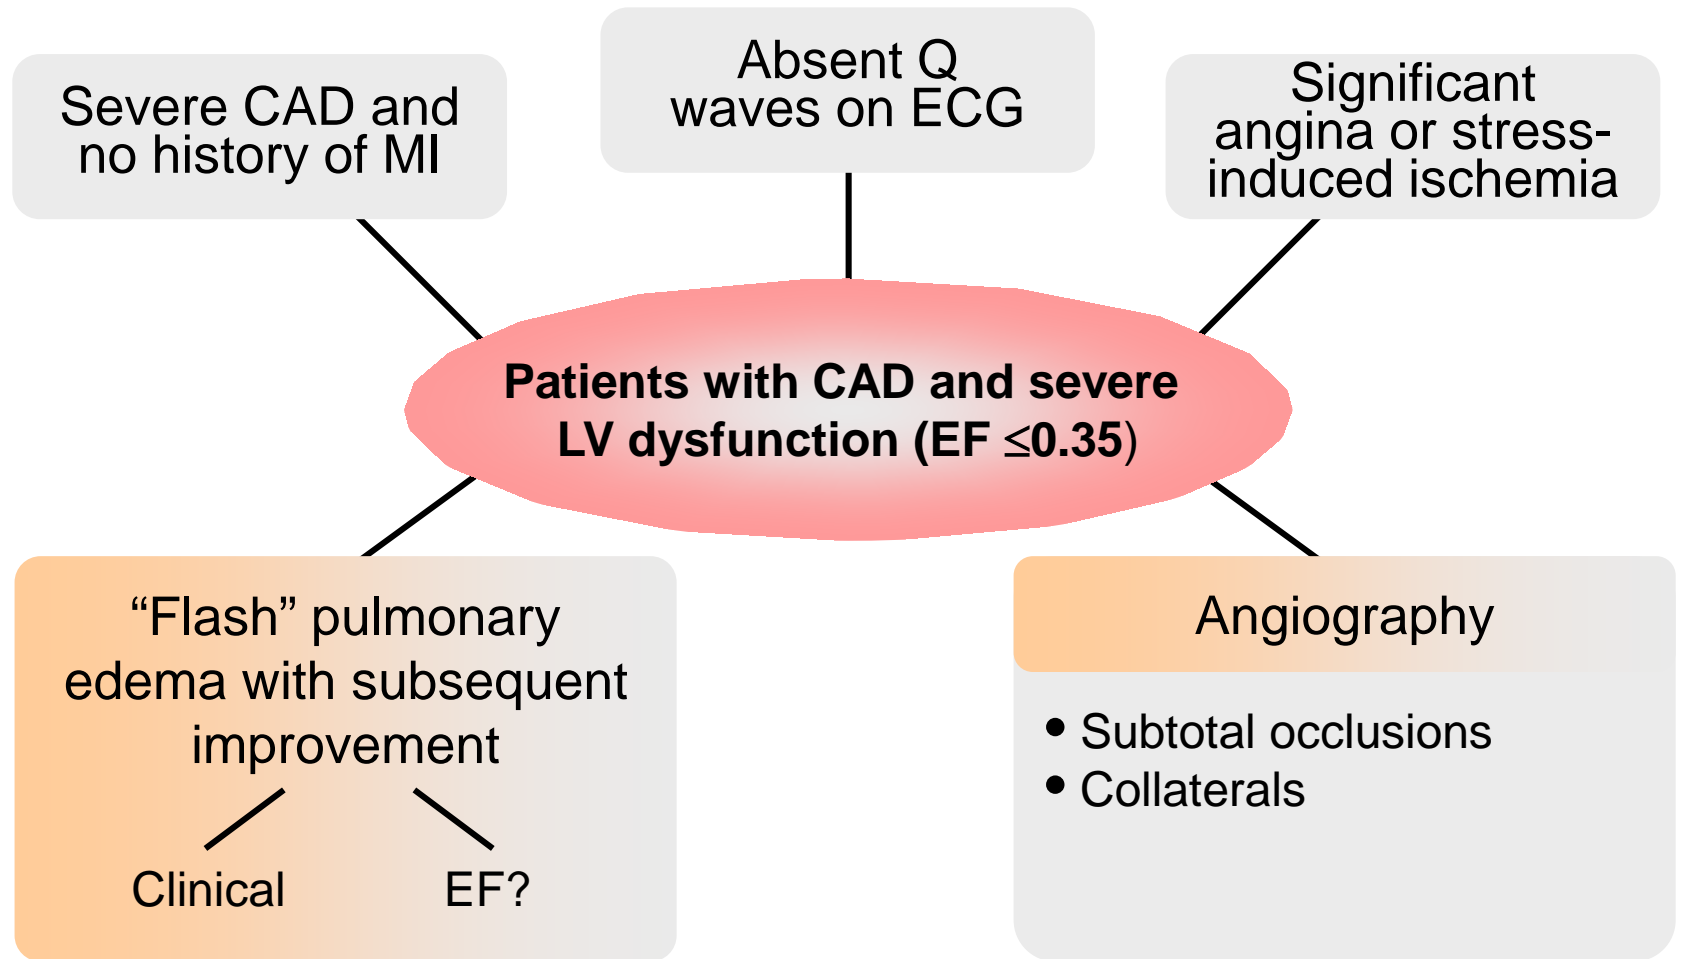 Severe CAD and
no history of MI
Absent Q
waves on ECG
Significant
angina or stress-
induced ischemia
Patients with CAD and severe
LV dysfunction (EF ≤0.35)
“Flash” pulmonary
edema with subsequent
improvement
Clinical
EF?
Angiography
• Subtotal occlusions
• Collaterals